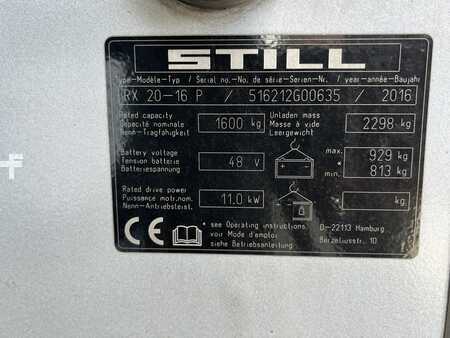 STILL
Type-Modèle-Typ / Serial no.-No de série-Serien-Nr. / year-année-Baujahr
RX 20-16 P / 516212G00635 / 2016
Rated capacity
Capacité nominale
Nenn-Tragfähigkeit
1600 kg
Unladen mass
Masse à vide
Leergewicht
2298 kg
Battery voltage
Tension batterie
Batteriespannung
48 V
max. 929 kg
*
min. 813 kg
Rated drive power
Puissance motr.nom.
Nenn-Antriebsleist.
11.0 kW
* kg
CE
* see Operating instructions
voir Mode d'emploi
siehe Betriebsanleitung
D-22113 Hamburg
Berzeliusstr. 10